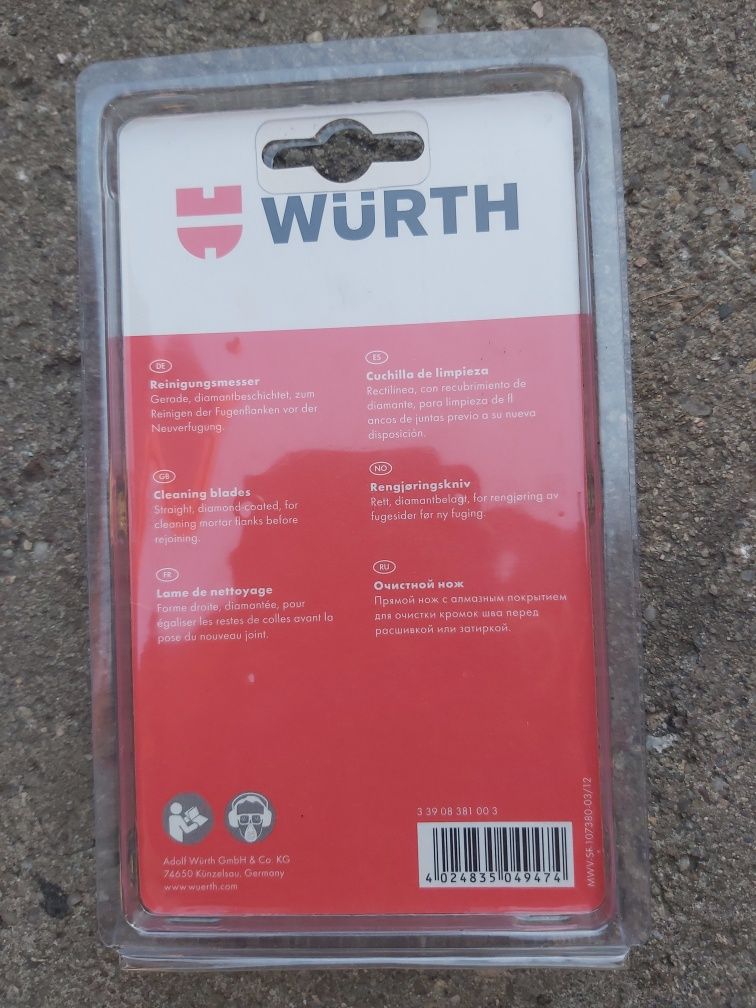 WÜRTH
DE
Reinigungsmesser
Gerade, diamantbeschichtet, zum
Reinigen der Fugenflanken vor der
Neuverfugung.
GB
Cleaning blades
Straight, diamond-coated, for
cleaning mortar flanks before
rejoining.
FR
Lame de nettoyage
Forme droite, diamantée, pour
égaliser les restes de colles avant la
pose du nouveau joint.
ES
Cuchilla de limpieza
Rectilínea, con recubrimiento de
diamante, para limpieza de fl
ancos de juntas previo a su nueva
disposición.
NO
Rengjøringskniv
Rett, diamantbelagt, for rengjøring av
fugesider før ny fuging.
RU
Очистной нож
Прямой нож с алмазным покрытием
для очистки кромок шва перед
расшивкой или затиркой.
Adolf Würth GmbH & Co. KG
74650 Künzelsau, Germany
www.wuerth.com
3 39 08 381 00 3
4 024835 049474
MWV-SF-107380-03/12